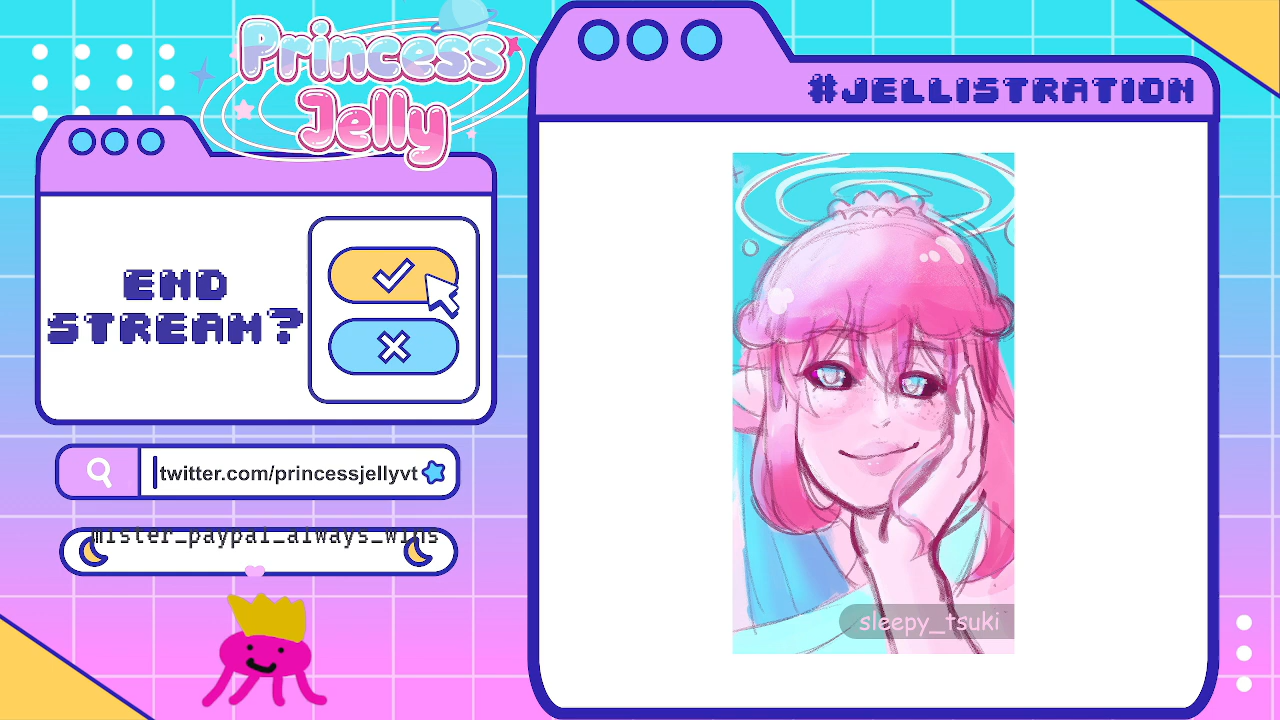 Princess
Jelly
#JELLISTRATION
END
STREAM?
twitter.com/princessjellyvt
mister_paypal_always_wins
sleepy_tsuki